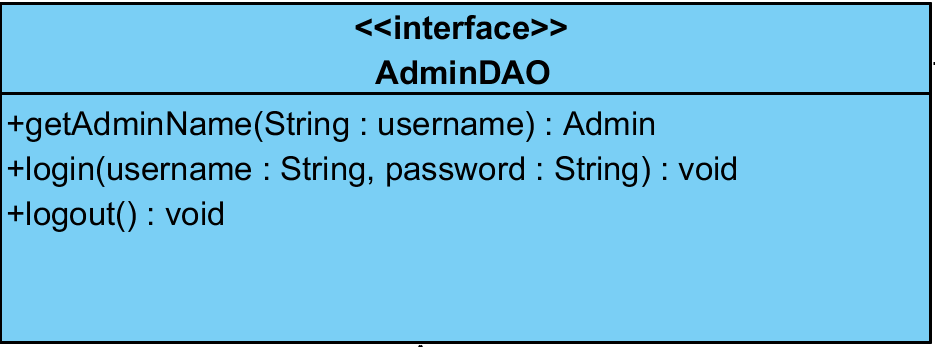 <<interface>>
AdminDAO
+getAdminName(String : username) : Admin
+login(username : String, password : String) : void
+logout() : void